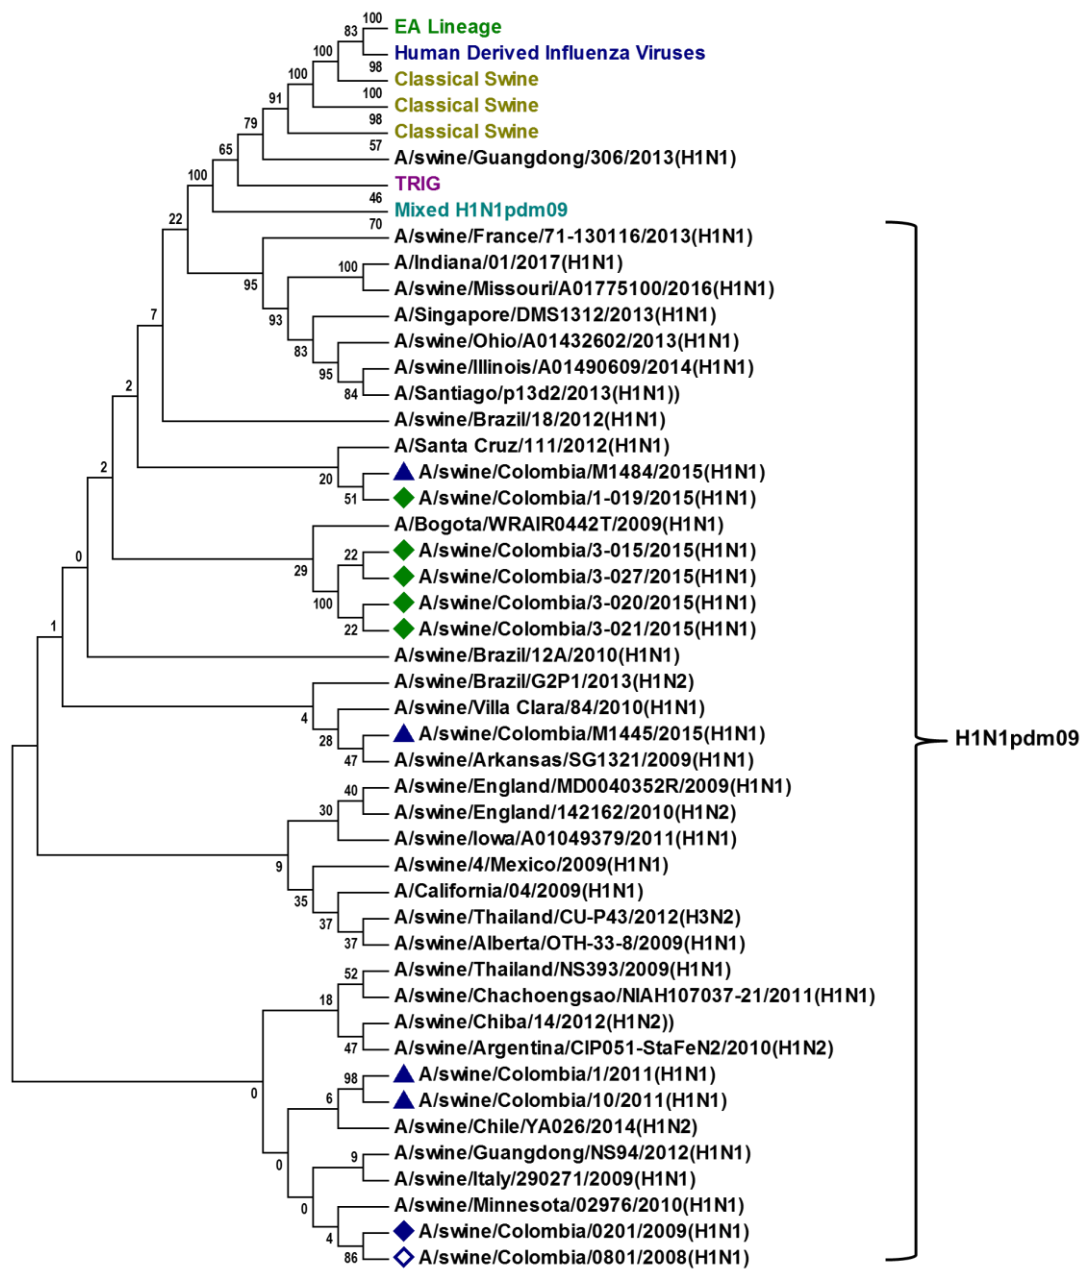 100
83
EA Lineage
100
Human Derived Influenza Viruses
98
100
Classical Swine
100
91
Classical Swine
98
79
Classical Swine
57
65
A/swine/Guangdong/306/2013(H1N1)
100
TRIG
46
22
Mixed H1N1pdm09
70
A/swine/France/71-130116/2013(H1N1)
100
A/Indiana/01/2017(H1N1)
95
A/swine/Missouri/A01775100/2016(H1N1)
7
93
A/Singapore/DMS1312/2013(H1N1)
83
A/swine/Ohio/A01432602/2013(H1N1)
95
A/swine/Illinois/A01490609/2014(H1N1)
2
84
A/Santiago/p13d2/2013(H1N1))
A/swine/Brazil/18/2012(H1N1)
A/Santa Cruz/111/2012(H1N1)
2
20
A/swine/Colombia/M1484/2015(H1N1)
51
A/swine/Colombia/1-019/2015(H1N1)
A/Bogota/WRAIR0442T/2009(H1N1)
0
22
A/swine/Colombia/3-015/2015(H1N1)
29
A/swine/Colombia/3-027/2015(H1N1)
100
A/swine/Colombia/3-020/2015(H1N1)
1
22
A/swine/Colombia/3-021/2015(H1N1)
A/swine/Brazil/12A/2010(H1N1)
A/swine/Brazil/G2P1/2013(H1N2)
4
A/swine/Villa Clara/84/2010(H1N1)
28
A/swine/Colombia/M1445/2015(H1N1)
H1N1pdm09
47
A/swine/Arkansas/SG1321/2009(H1N1)
40
A/swine/England/MD0040352R/2009(H1N1)
30
A/swine/England/142162/2010(H1N2)
A/swine/Iowa/A01049379/2011(H1N1)
9
A/swine/4/Mexico/2009(H1N1)
35
A/California/04/2009(H1N1)
37
A/swine/Thailand/CU-P43/2012(H3N2)
37
A/swine/Alberta/OTH-33-8/2009(H1N1)
52
A/swine/Thailand/NS393/2009(H1N1)
18
A/swine/Chachoengsao/NIAH107037-21/2011(H1N1)
A/swine/Chiba/14/2012(H1N2))
47
A/swine/Argentina/CIP051-StaFeN2/2010(H1N2)
98
A/swine/Colombia/1/2011(H1N1)
0
6
A/swine/Colombia/10/2011(H1N1)
A/swine/Chile/YA026/2014(H1N2)
0
9
A/swine/Guangdong/NS94/2012(H1N1)
A/swine/Italy/290271/2009(H1N1)
0
A/swine/Minnesota/02976/2010(H1N1)
4
A/swine/Colombia/0201/2009(H1N1)
86
A/swine/Colombia/0801/2008(H1N1)